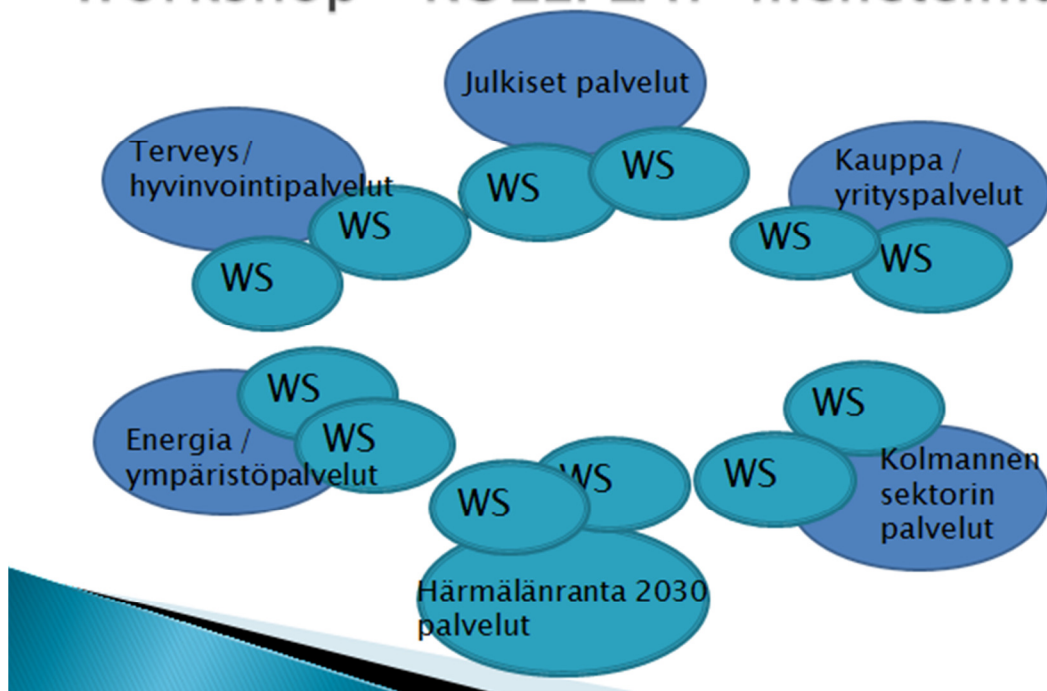 Workshop
Julkiset palvelut
Terveys/
hyvinvointipalvelut
Kauppa /
yrityspalvelut
WS
WS
WS
WS
WS
WS
WS
WS
WS
WS
WS
WS
Energia /
ympäristöpalvelut
Kolmannen
sektorin
palvelut
Härmälänranta 2030
palvelut